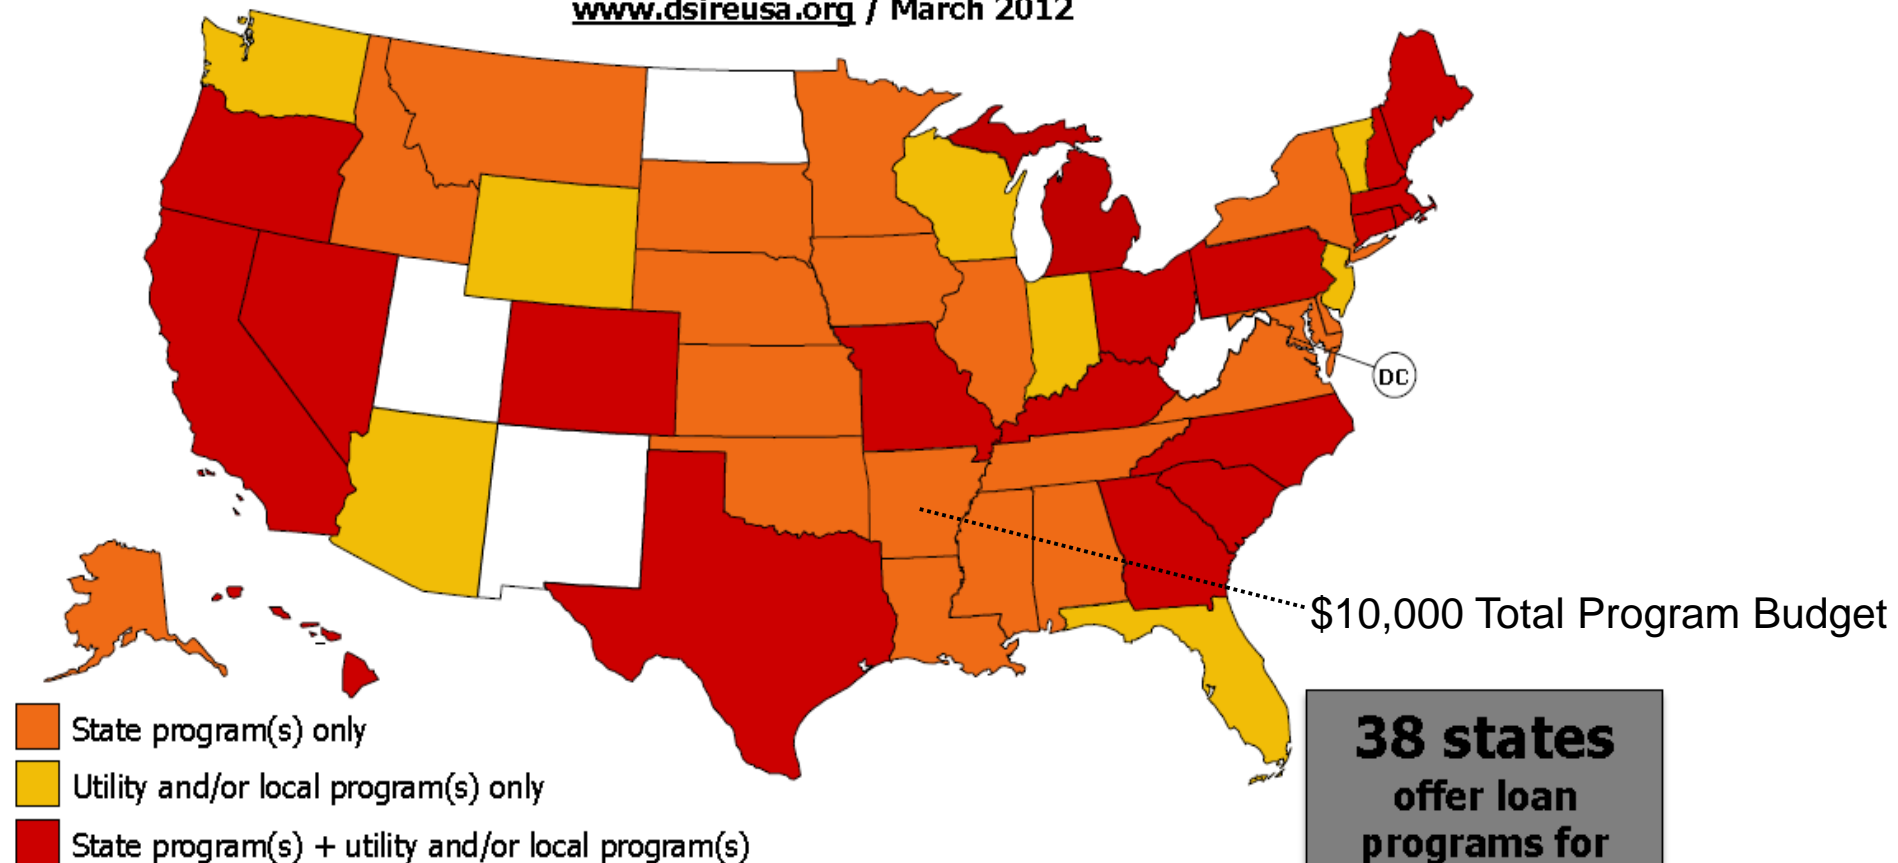 www.dsireusa.org / March 2012
DC
$10,000 Total Program Budget
State program(s) only
Utility and/or local program(s) only
State program(s) + utility and/or local program(s)
38 states
offer loan
programs for